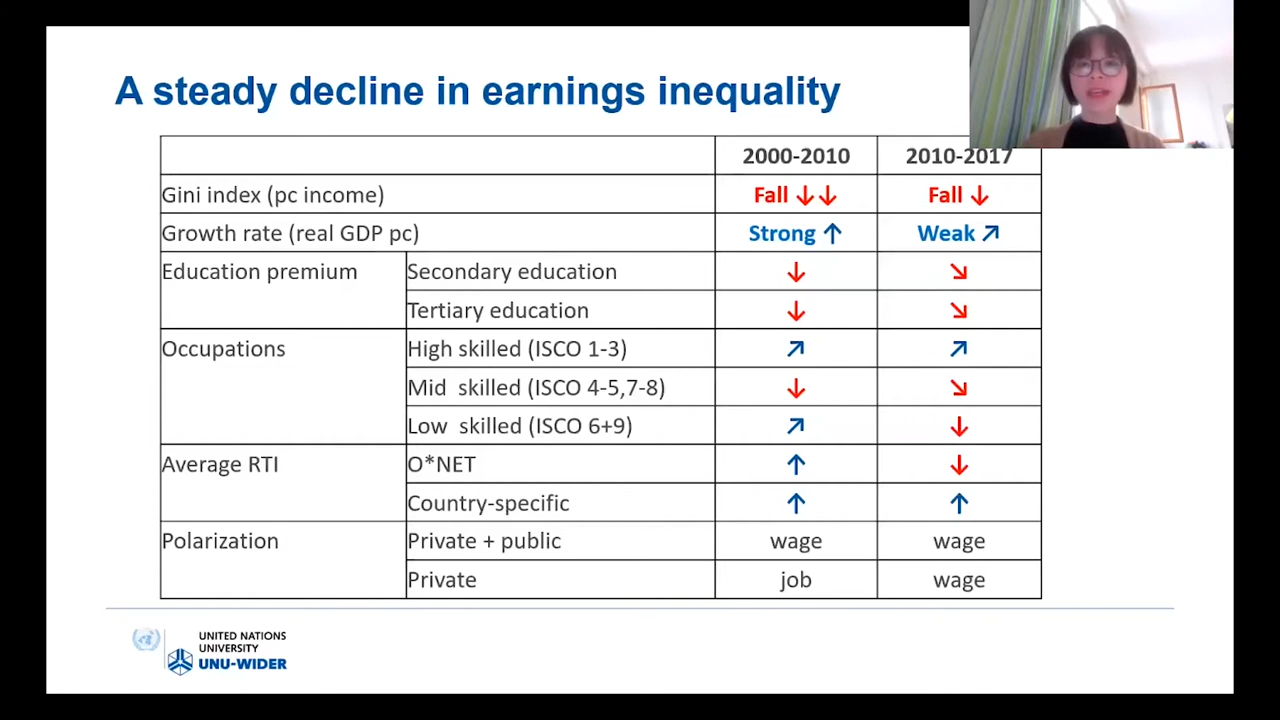 A steady decline in earnings inequality
2000-2010 2010-2017
Gini index (pc income) Fall ↓↓ Fall ↓
Growth rate (real GDP pc) Strong ↑ Weak ↗
Education premium Secondary education ↓ ↘
Tertiary education ↓ ↘
Occupations High skilled (ISCO 1-3) ↗ ↗
Mid skilled (ISCO 4-5,7-8) ↓ ↘
Low skilled (ISCO 6+9) ↗ ↓
Average RTI O*NET ↑ ↓
Country-specific ↑ ↑
Polarization Private + public wage wage
Private job wage
UNITED NATIONS
UNIVERSITY
UNU-WIDER